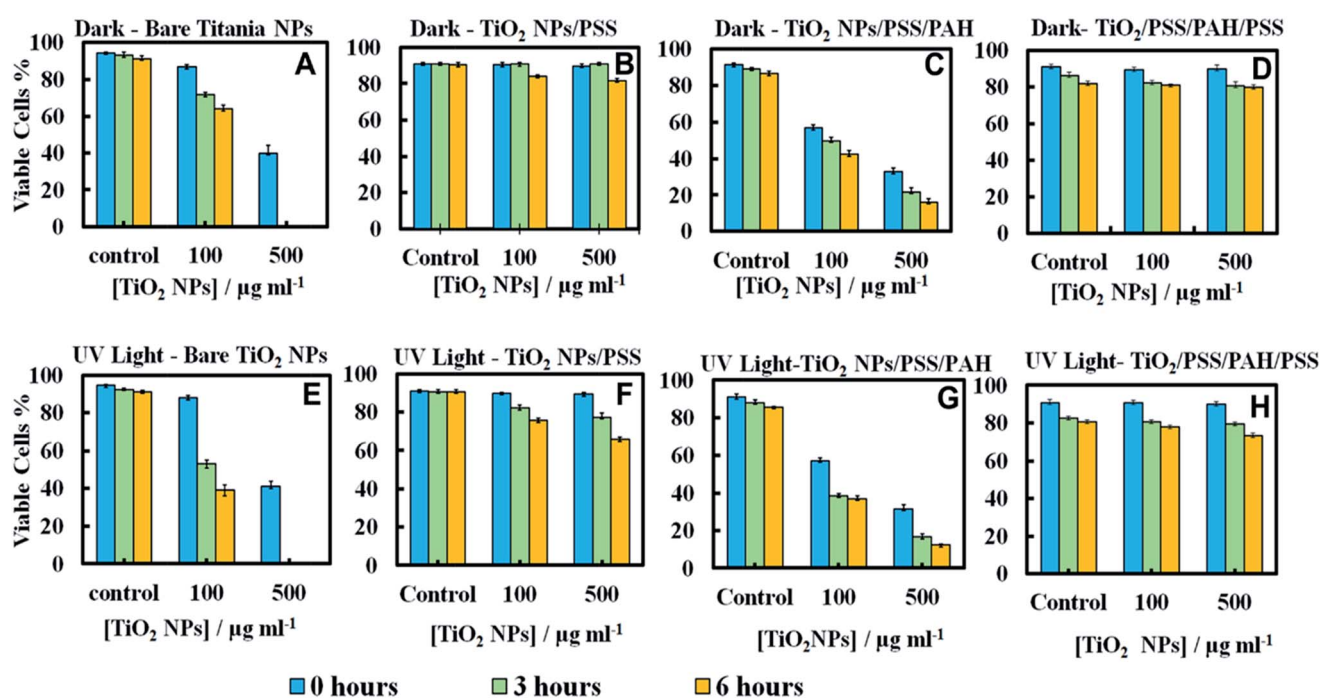 Dark - Bare Titania NPs
A
Viable Cells %
100
80
60
40
20
0
control 100 500
[TiO2 NPs] / µg ml-1
Dark - TiO2 NPs/PSS
B
100
80
60
40
20
0
Control 100 500
[TiO2 NPs] / µg ml-1
Dark - TiO2 NPs/PSS/PAH
C
100
80
60
40
20
0
Control 100 500
[TiO2 NPs] / µg ml-1
Dark- TiO2/PSS/PAH/PSS
D
100
80
60
40
20
0
Control 100 500
[TiO2 NPs] / µg ml-1
UV Light - Bare TiO2 NPs
E
Viable Cells %
100
80
60
40
20
0
control 100 500
[TiO2 NPs] / µg ml-1
UV Light - TiO2 NPs/PSS
F
100
80
60
40
20
0
Control 100 500
[TiO2 NPs] / µg ml-1
UV Light-TiO2 NPs/PSS/PAH
G
100
80
60
40
20
0
Control 100 500
[TiO2NPs] / µg ml-1
UV Light- TiO2/PSS/PAH/PSS
H
100
80
60
40
20
0
Control 100 500
[TiO2 NPs] / µg ml-1
0 hours 3 hours 6 hours